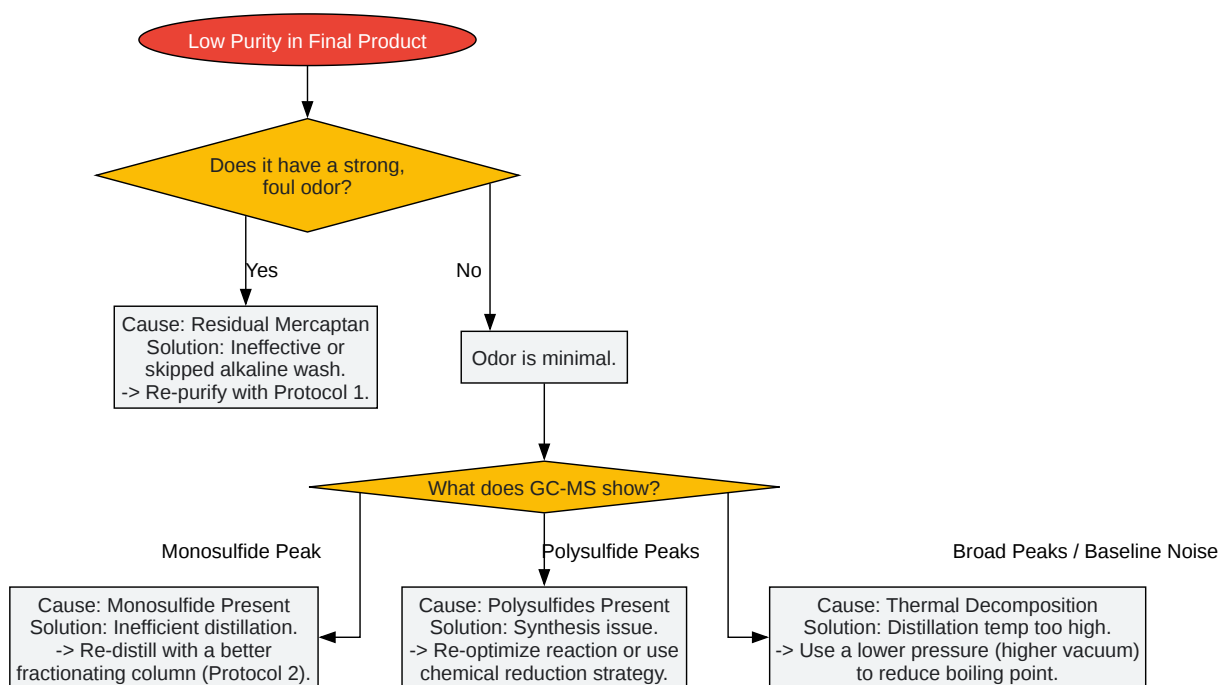 Low Purity in Final Product
Does it have a strong,
foul odor?
Yes
No
Cause: Residual Mercaptan
Solution: Ineffective or
skipped alkaline wash.
-> Re-purify with Protocol 1.
Odor is minimal.
What does GC-MS show?
Monosulfide Peak
Polysulfide Peaks
Broad Peaks / Baseline Noise
Cause: Monosulfide Present
Solution: Inefficient distillation.
-> Re-distill with a better
fractionating column (Protocol 2).
Cause: Polysulfides Present
Solution: Synthesis issue.
-> Re-optimize reaction or use
chemical reduction strategy.
Cause: Thermal Decomposition
Solution: Distillation temp too high.
-> Use a lower pressure (higher vacuum)
to reduce boiling point.